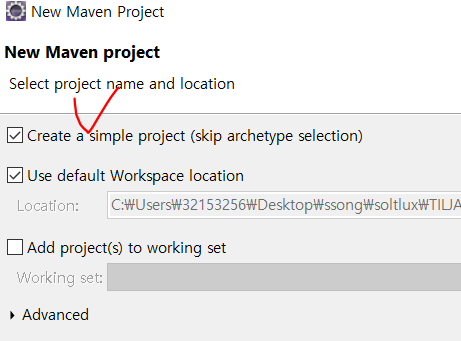 New Maven Project
New Maven project
Select project name and location
Create a simple project (skip archetype selection)
Use default Workspace location
Location: C:₩Users₩32153256₩Desktop₩ssong₩soltlux₩TILJA
Add project(s) to working set
Working set:
Advanced